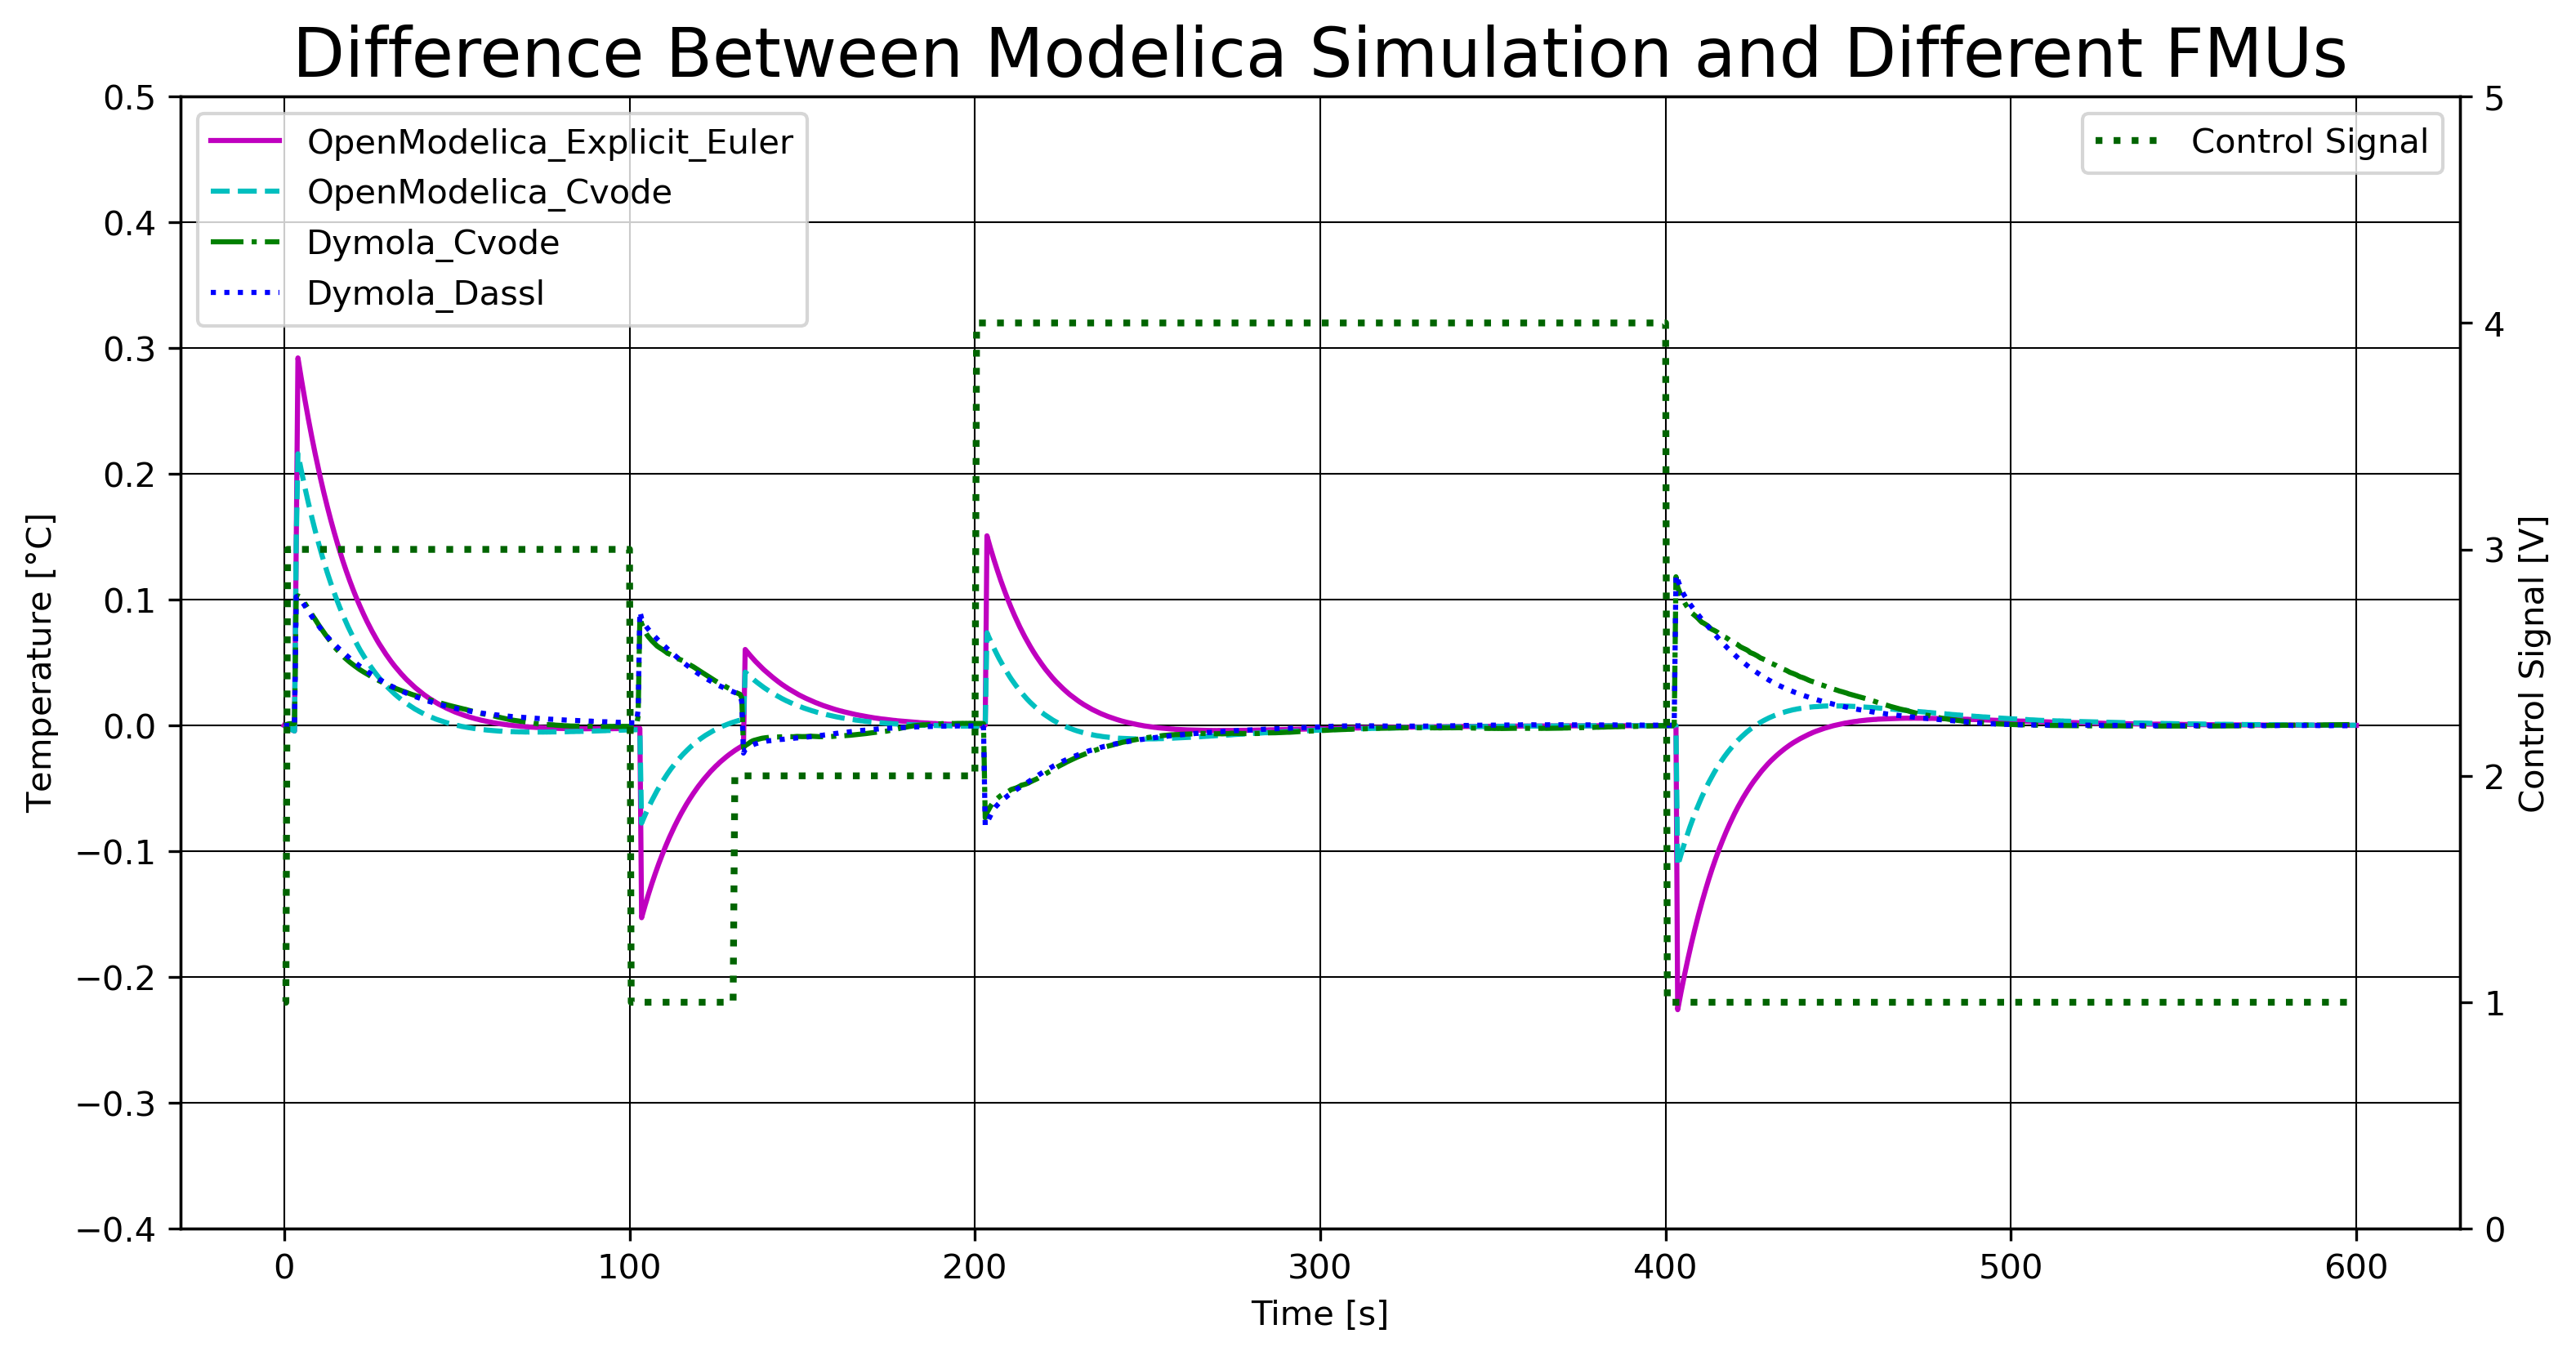 Difference Between Modelica Simulation and Different FMUs
OpenModelica_Explicit_Euler
OpenModelica_Cvode
Dymola_Cvode
Dymola_Dassl
Control Signal
0.5
0.4
0.3
0.2
0.1
0.0
−0.1
−0.2
−0.3
−0.4
Temperature [°C]
5
4
3
2
1
0
Control Signal [V]
0 100 200 300 400 500 600
Time [s]